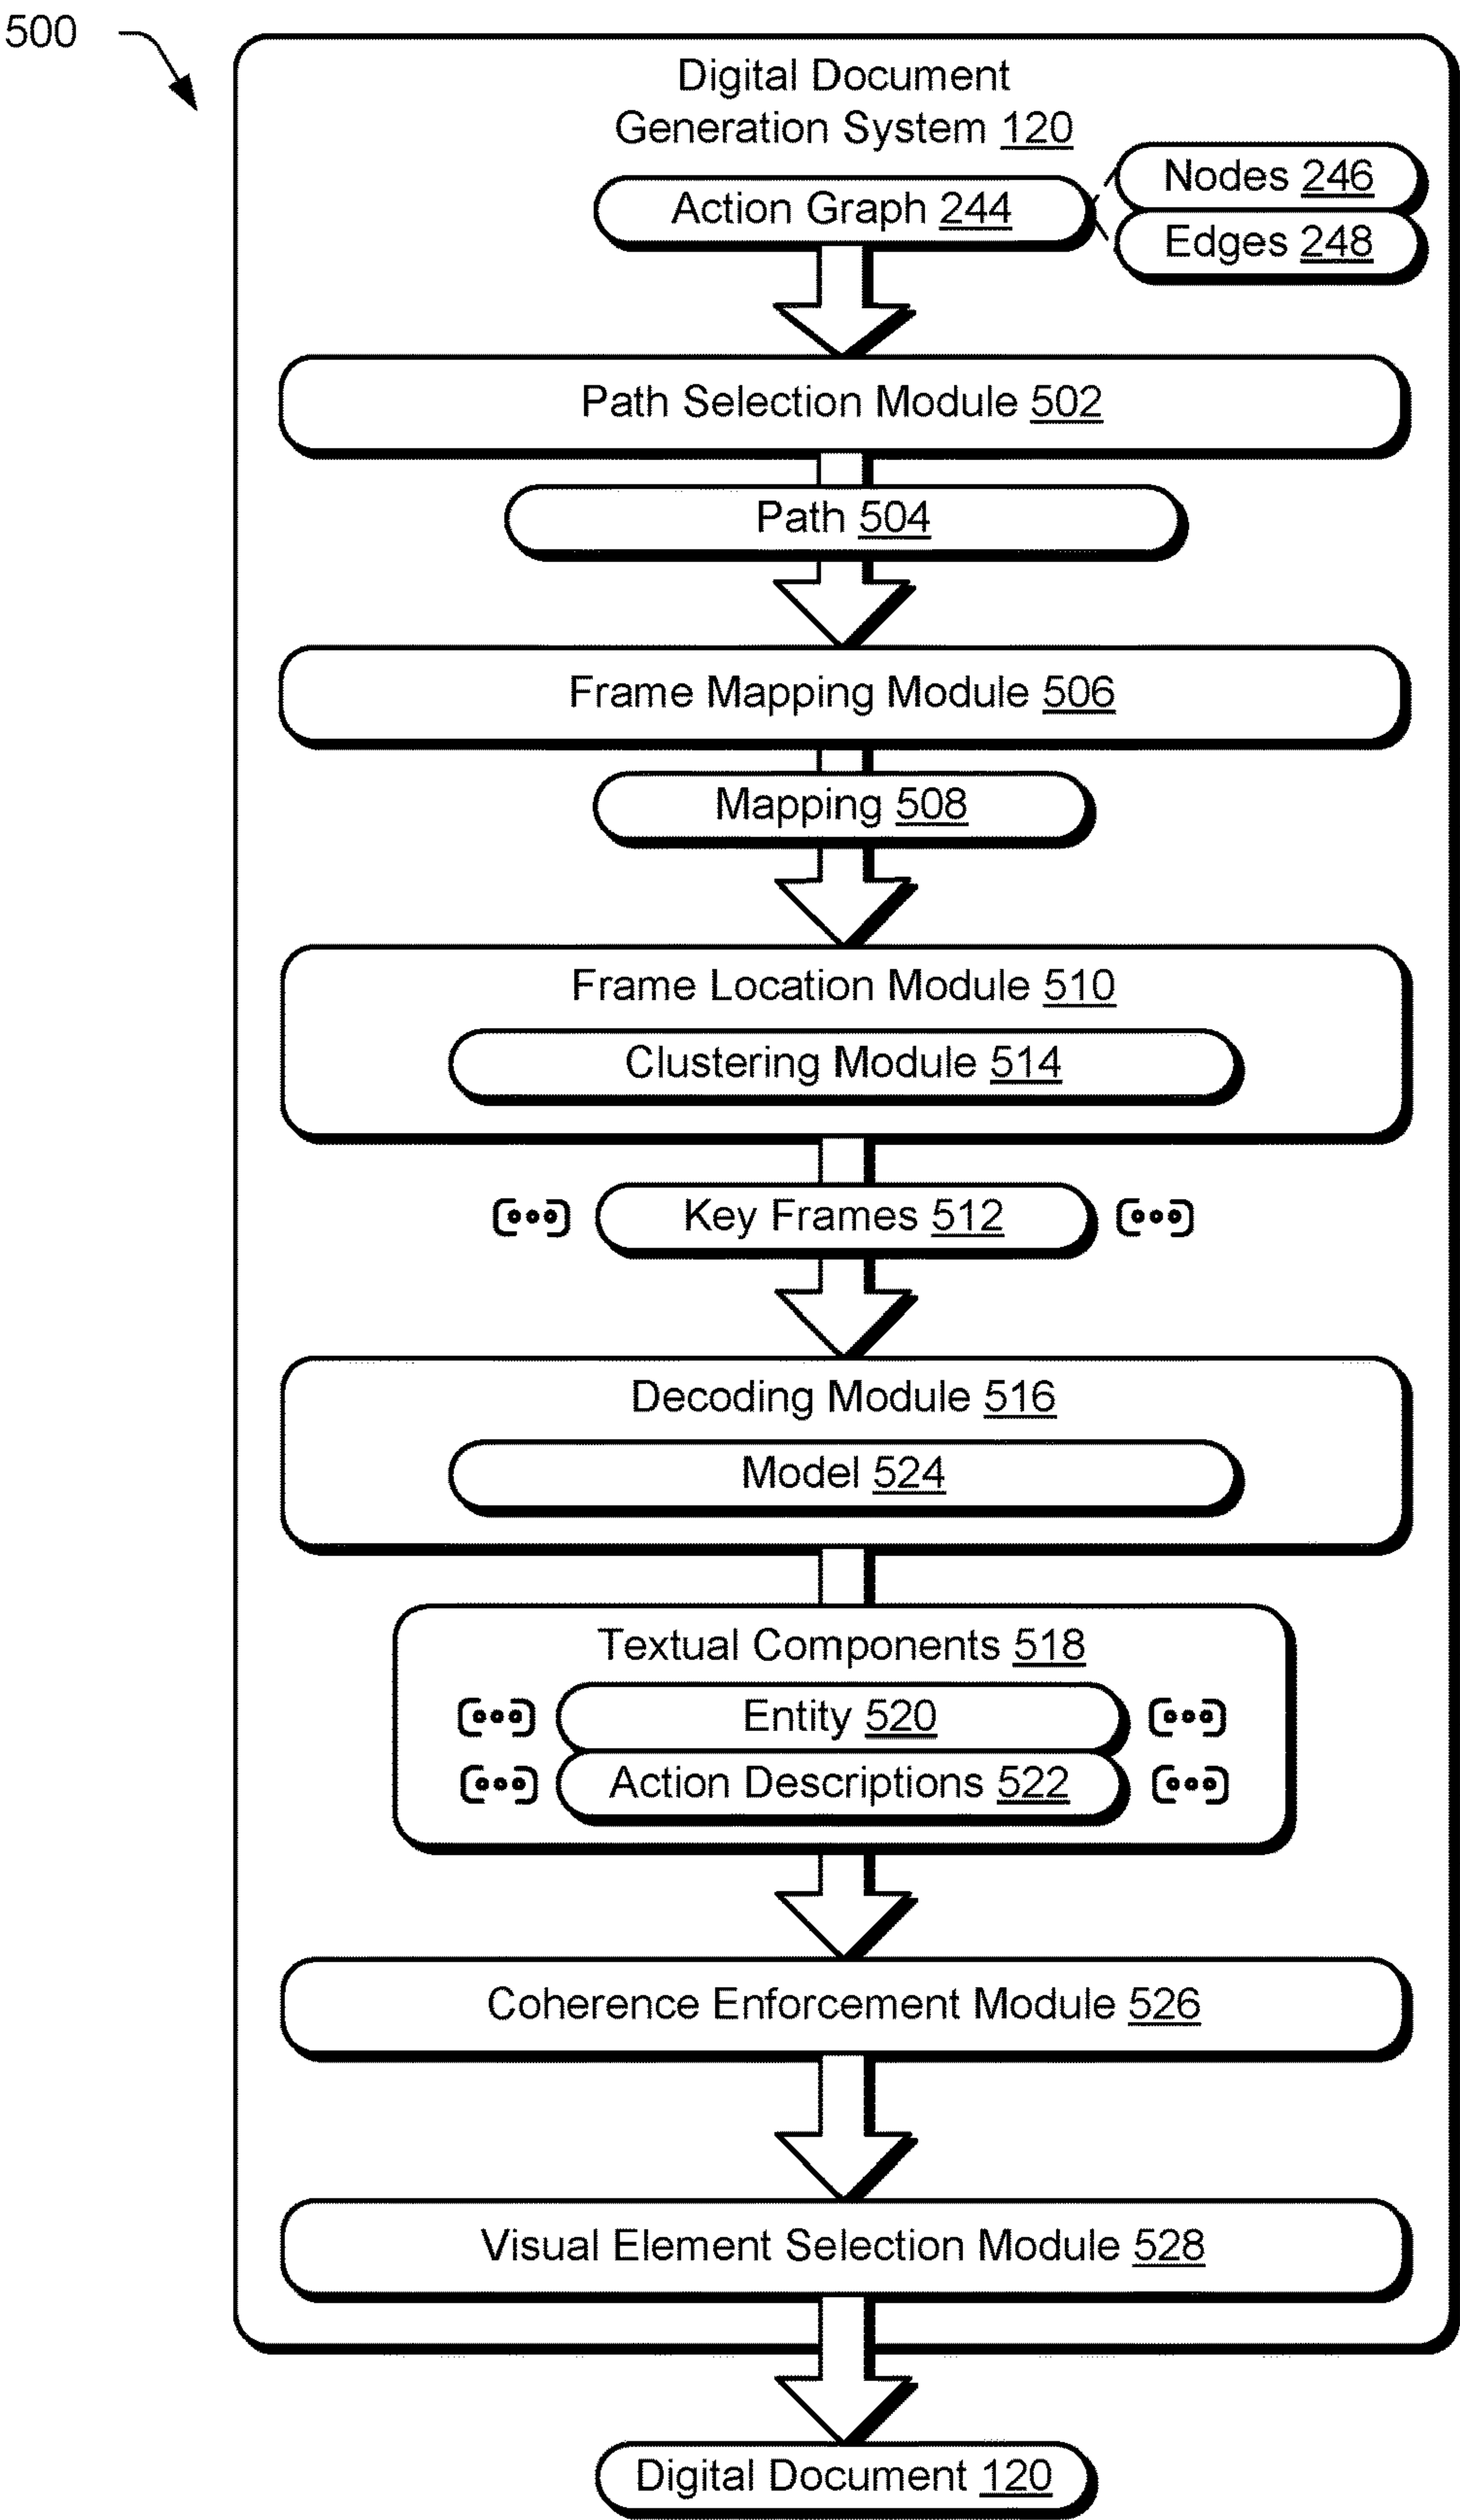 500
Digital Document
Generation System 120
Action Graph 244
Nodes 246
Edges 248
Path Selection Module 502
Path 504
Frame Mapping Module 506
Mapping 508
Frame Location Module 510
Clustering Module 514
Key Frames 512
Decoding Module 516
Model 524
Textual Components 518
Entity 520
Action Descriptions 522
Coherence Enforcement Module 526
Visual Element Selection Module 528
Digital Document 120